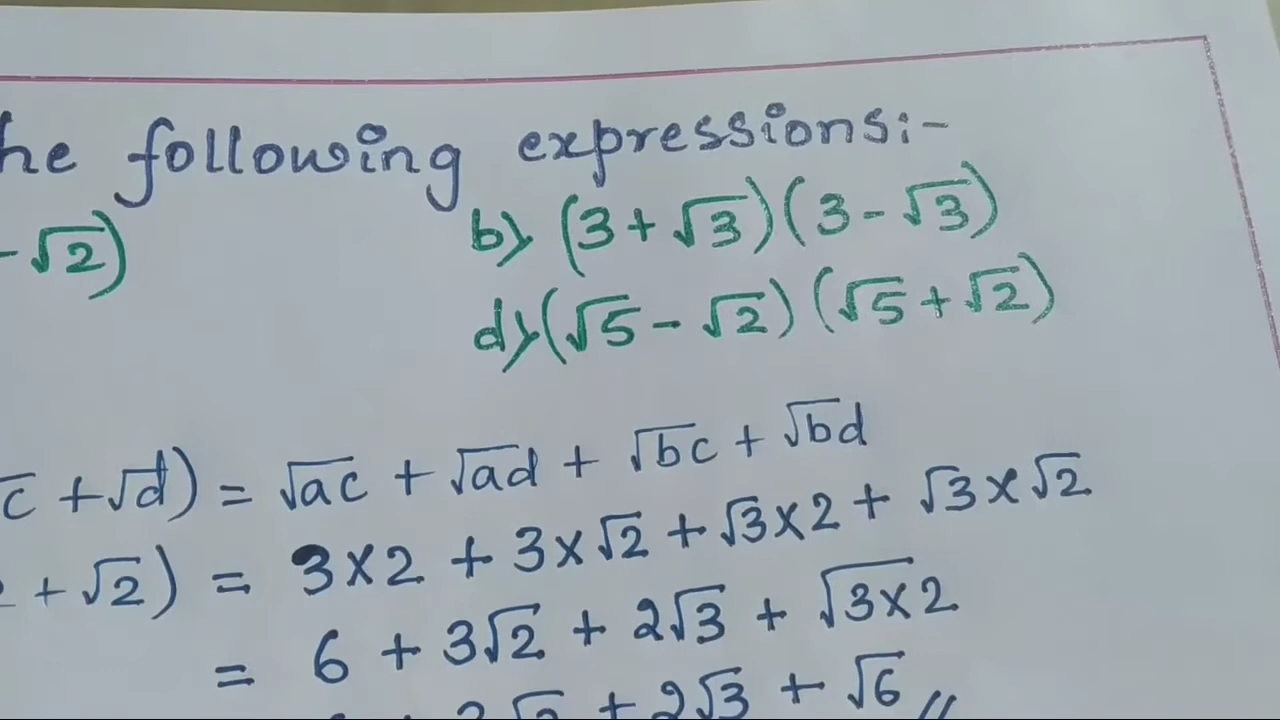 he following expressions:-
-√2) b) (3+√3)(3-√3)
d) (√5-√2)(√5+√2)
c +√d) = √ac + √ad + √bc + √bd
+√2) = 3×2 + 3×√2 + √3×2 + √3×√2
= 6 + 3√2 + 2√3 + √3×2
+ 2√3 + √6 //